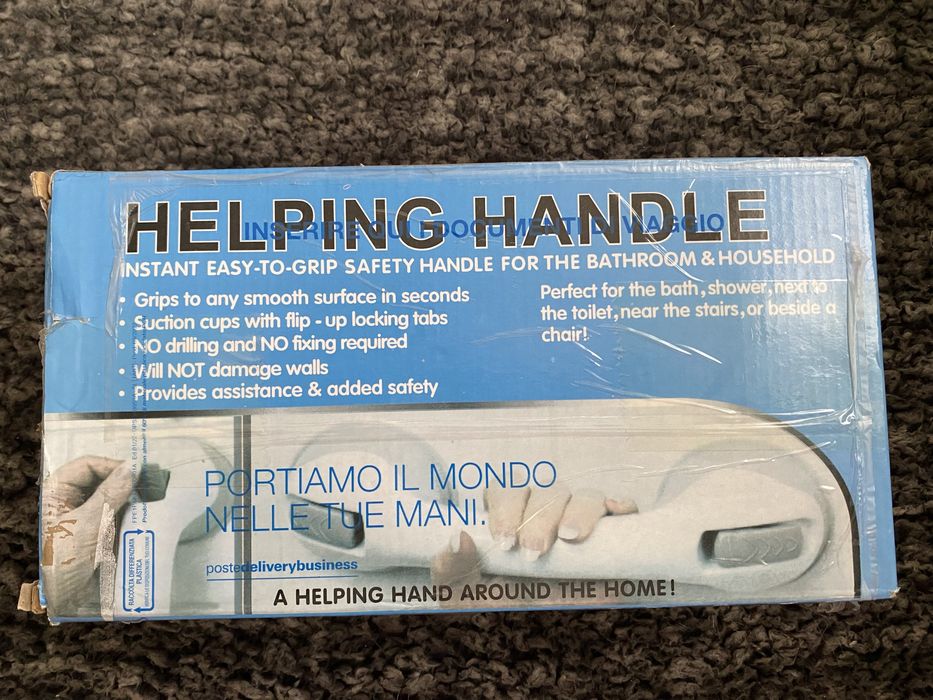 HELPING HANDLE
INSERIRE QUI I DOCUMENTI DI VIAGGIO
INSTANT EASY-TO-GRIP SAFETY HANDLE FOR THE BATHROOM & HOUSEHOLD
• Grips to any smooth surface in seconds
• Suction cups with flip - up locking tabs
• NO drilling and NO fixing required
• Will NOT damage walls
• Provides assistance & added safety
Perfect for the bath, shower, next to
the toilet, near the stairs, or beside a
chair!
PORTIAMO IL MONDO
NELLE TUE MANI.
postedeliverybusiness
RACCOLTA DIFFERENZIATA
PLASTICA
A HELPING HAND AROUND THE HOME!